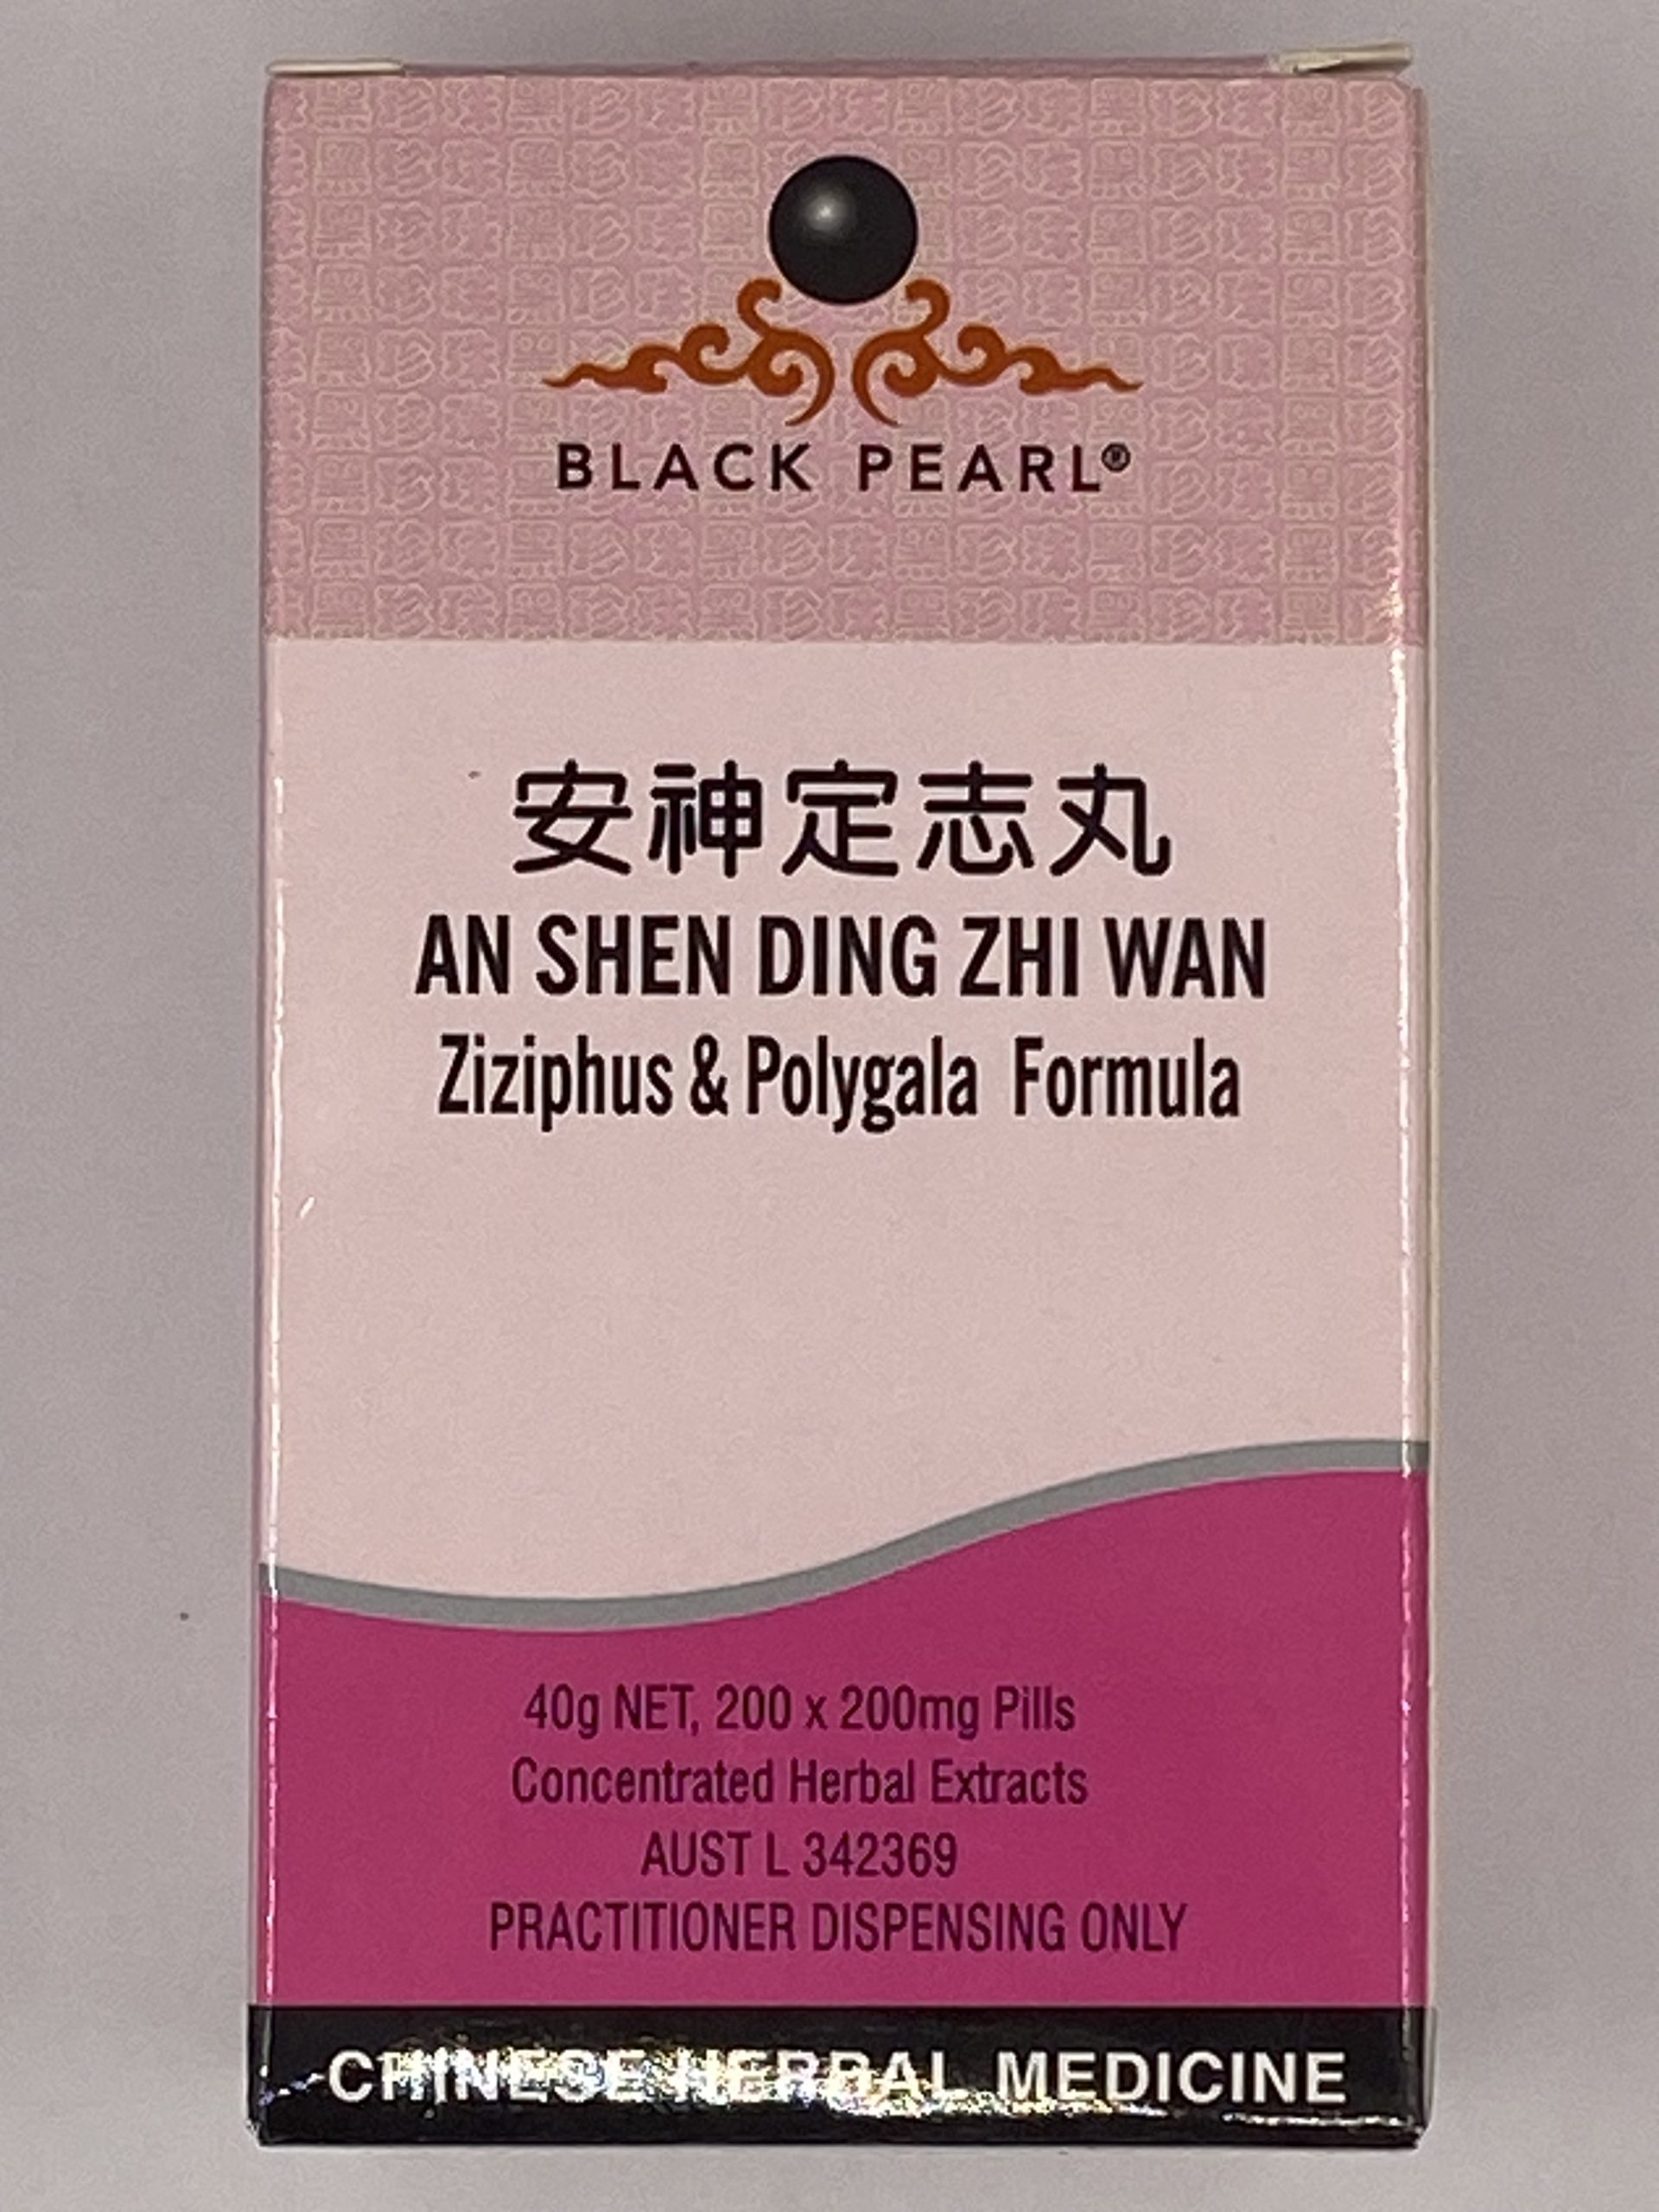 BLACK PEARL®
安神定志丸
AN SHEN DING ZHI WAN
Ziziphus & Polygala Formula
40g NET, 200 x 200mg Pills
Concentrated Herbal Extracts
AUST L 342369
PRACTITIONER DISPENSING ONLY
CHINESE HERBAL MEDICINE